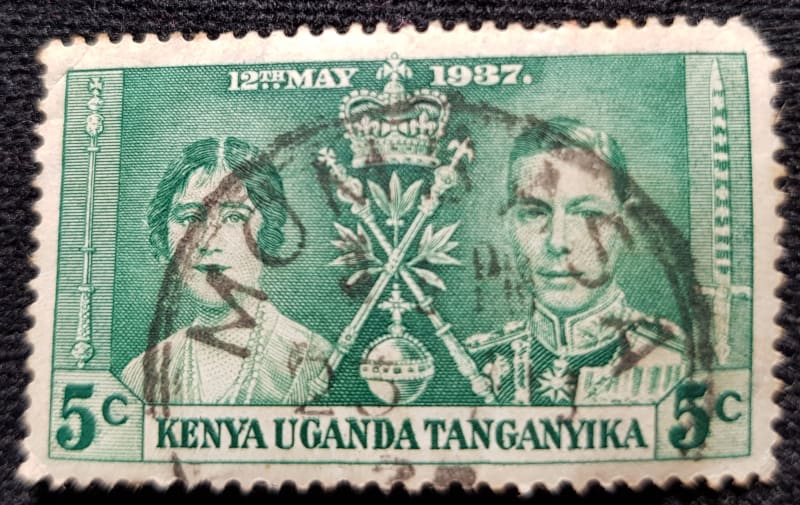 12TH MAY 1937.
5C KENYA UGANDA TANGANYIKA 5C